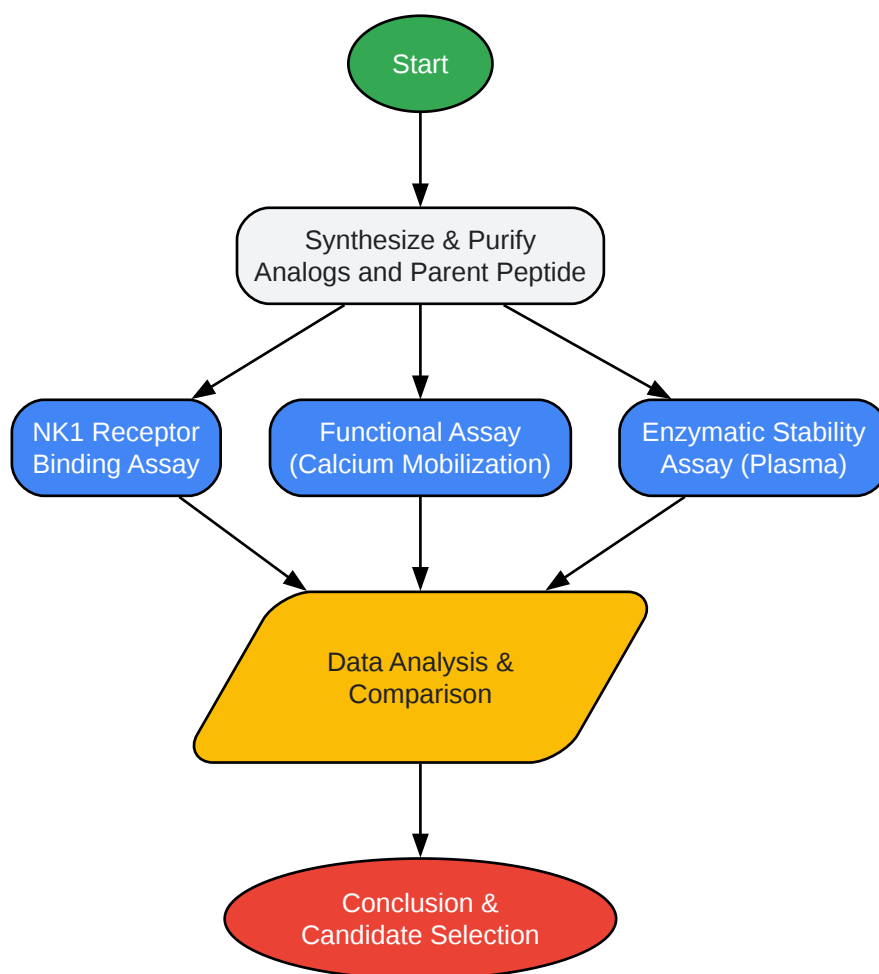 Start
Synthesize & Purify
Analogs and Parent Peptide
NK1 Receptor
Binding Assay
Functional Assay
(Calcium Mobilization)
Enzymatic Stability
Assay (Plasma)
Data Analysis &
Comparison
Conclusion &
Candidate Selection